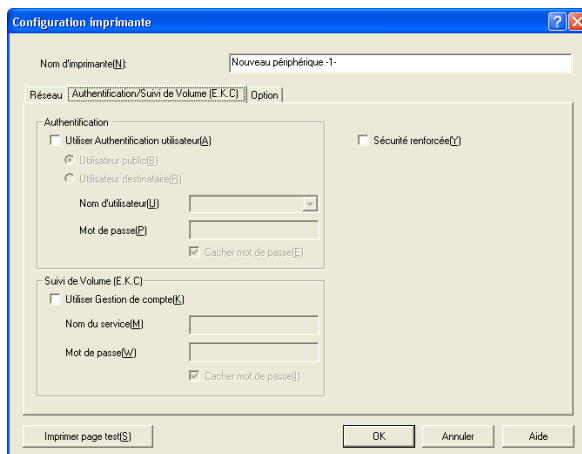 Configuration imprimante
Nom d'imprimante(N):
Nouveau périphérique -1-
Réseau
Authentification/Suivi de Volume (E.K.C)
Option
Authentification
Utiliser Authentification utilisateur(A)
Sécurité renforcée(Y)
Utilisateur public(B)
Utilisateur destinataire(R)
Nom d'utilisateur(U)
Mot de passe(P)
Cacher mot de passe(E)
Suivi de Volume (E.K.C)
Utiliser Gestion de compte(K)
Nom du service(M)
Mot de passe(W)
Cacher mot de passe(I)
Imprimer page test(S)
OK
Annuler
Aide